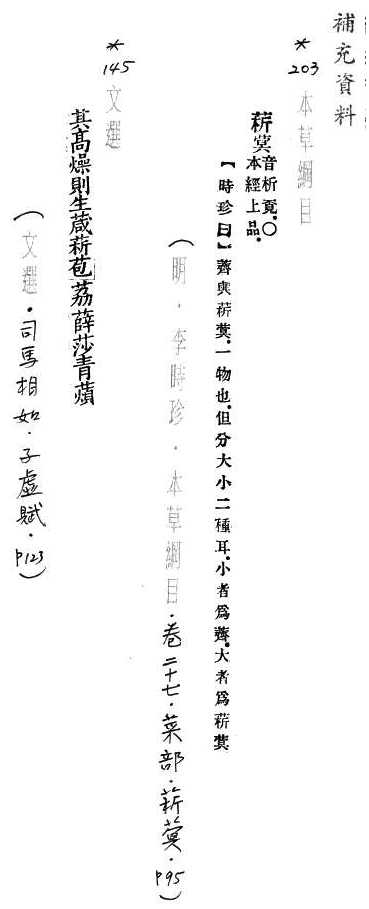 補充資料
*203 本草綱目
菥蓂音析覓.〇
本經上品.
【時珍曰】薺與菥蓂.一物也.但分大小二種耳.小者爲薺.大者爲菥蓂
（明．李時珍．本草綱目．卷二十七．菜部．菥蓂．P95）
*145 文選
其高燥則生葴菥苞荔薛莎青薠
（文選．司馬相如．子虛賦．P123）